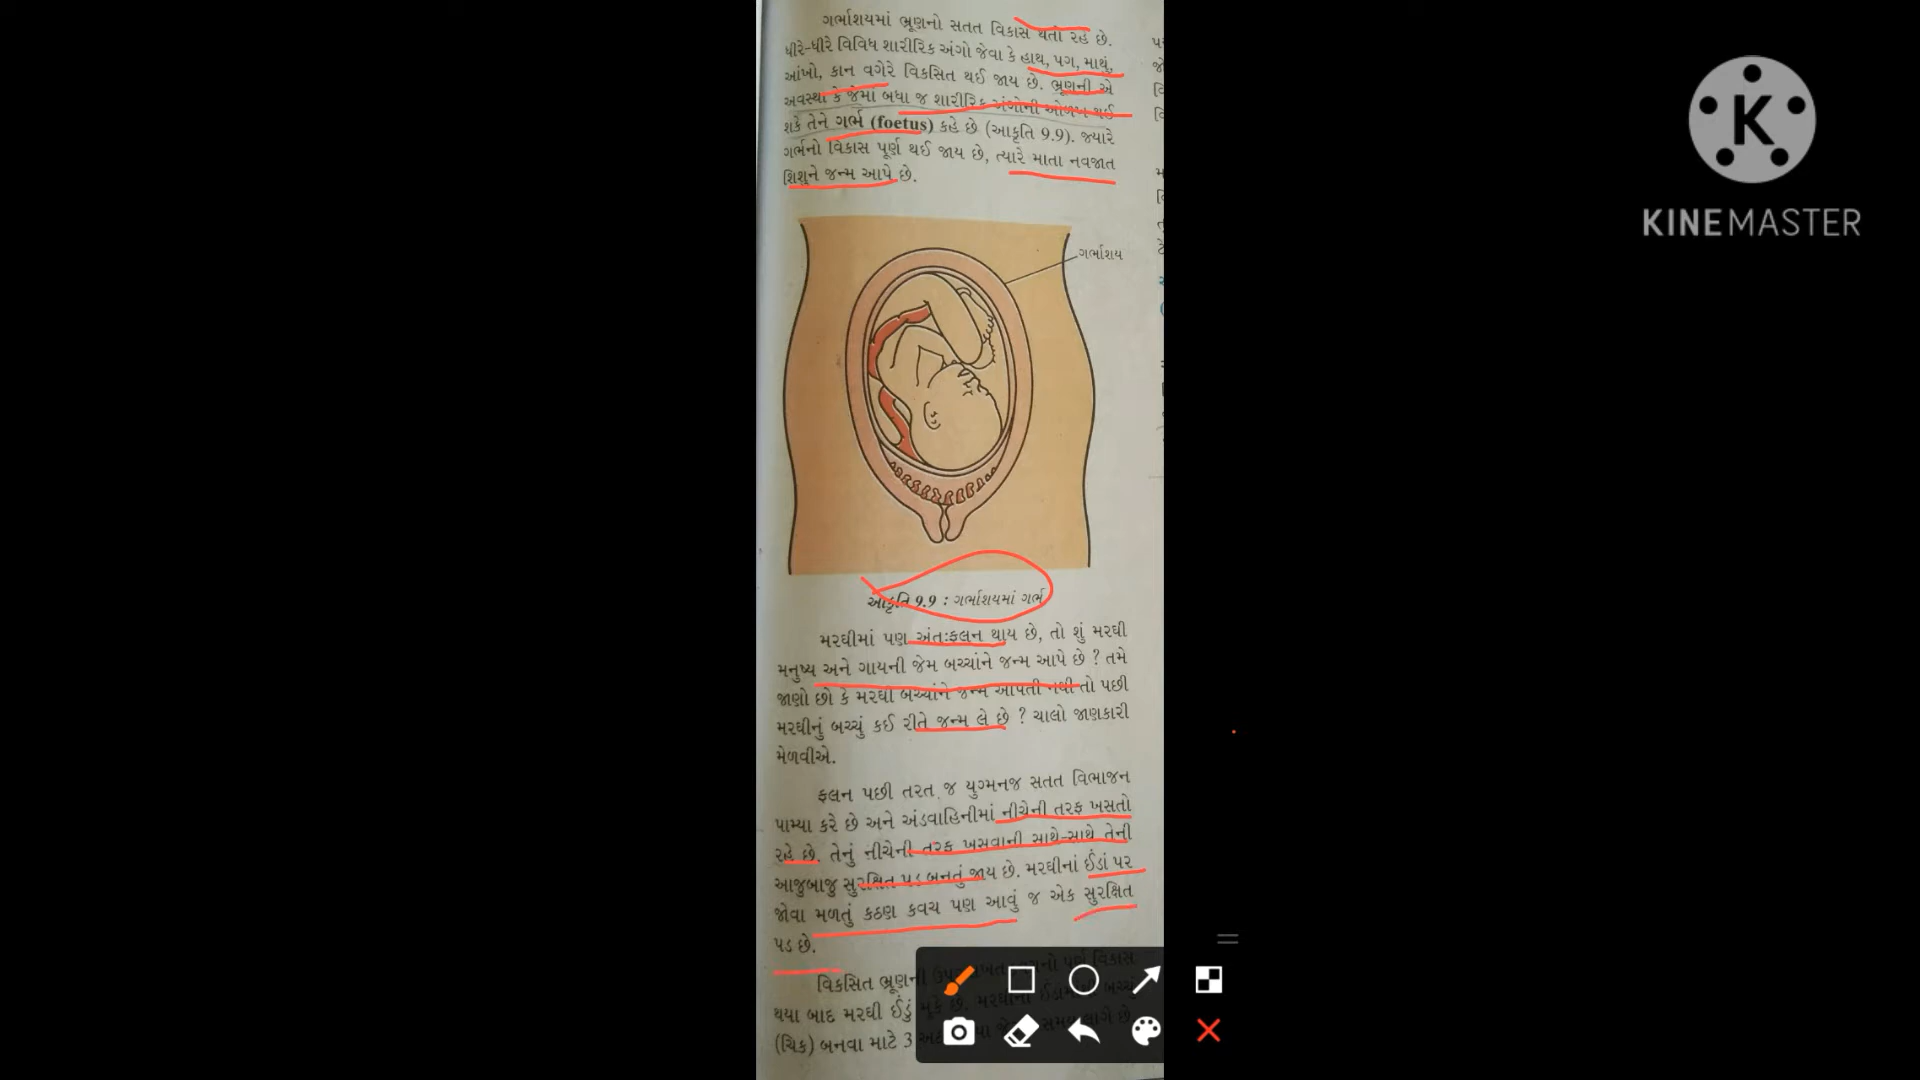 ગર્ભાશયમાં ભ્રૂણનો સતત વિકાસ થતો રહે છે.
ધીરે-ધીરે વિવિધ શારીરિક અંગો જેવા કે હાથ, પગ, માથું,
આંખો, કાન વગેરે વિકસિત થઈ જાય છે. ભ્રૂણની એ
અવસ્થા કે જેમાં બધા જ શારીરિક અંગોની ઓળખ થઈ
શકે તેને ગર્ભ (foetus) કહે છે (આકૃતિ 9.9). જ્યારે
ગર્ભનો વિકાસ પૂર્ણ થઈ જાય છે, ત્યારે માતા નવજાત
શિશુને જન્મ આપે છે.
ગર્ભાશય
આકૃતિ 9.9 : ગર્ભાશયમાં ગર્ભ
મરઘીમાં પણ અંતઃફલન થાય છે, તો શું મરઘી
મનુષ્ય અને ગાયની જેમ બચ્ચાંને જન્મ આપે છે ? તમે
જાણો છો કે મરઘી બચ્ચાંને જન્મ આપતી નથી તો પછી
મરઘીનું બચ્ચું કઈ રીતે જન્મ લે છે ? ચાલો જાણકારી
મેળવીએ.
ફલન પછી તરત જ યુગ્મનજ સતત વિભાજન
પામ્યા કરે છે અને અંડવાહિનીમાં નીચેની તરફ ખસતો
રહે છે. તેનું નીચેની તરફ ખસવાની સાથે-સાથે તેની
આજુબાજુ સુરક્ષિત પડ બનતું જાય છે. મરઘીનાં ઈંડાં પર
જોવા મળતું કઠણ કવચ પણ આવું જ એક સુરક્ષિત
પડ છે.
વિકસિત ભ્રૂણની
થયા બાદ મરઘી ઈંડું મૂકે છે. મરઘીના
(ચિક) બનવા માટે 3
K
KINEMASTER